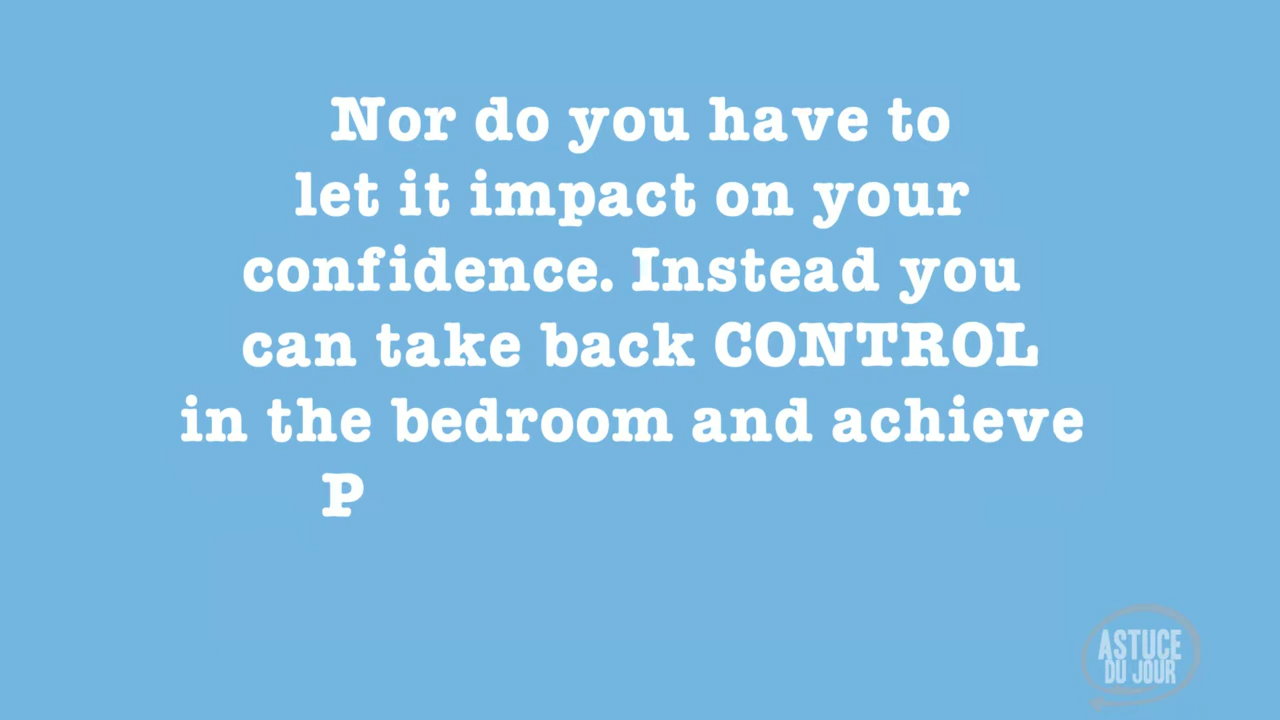 Nor do you have to
let it impact on your
confidence. Instead you
can take back CONTROL
in the bedroom and achieve
P
ASTUCE
DU JOUR